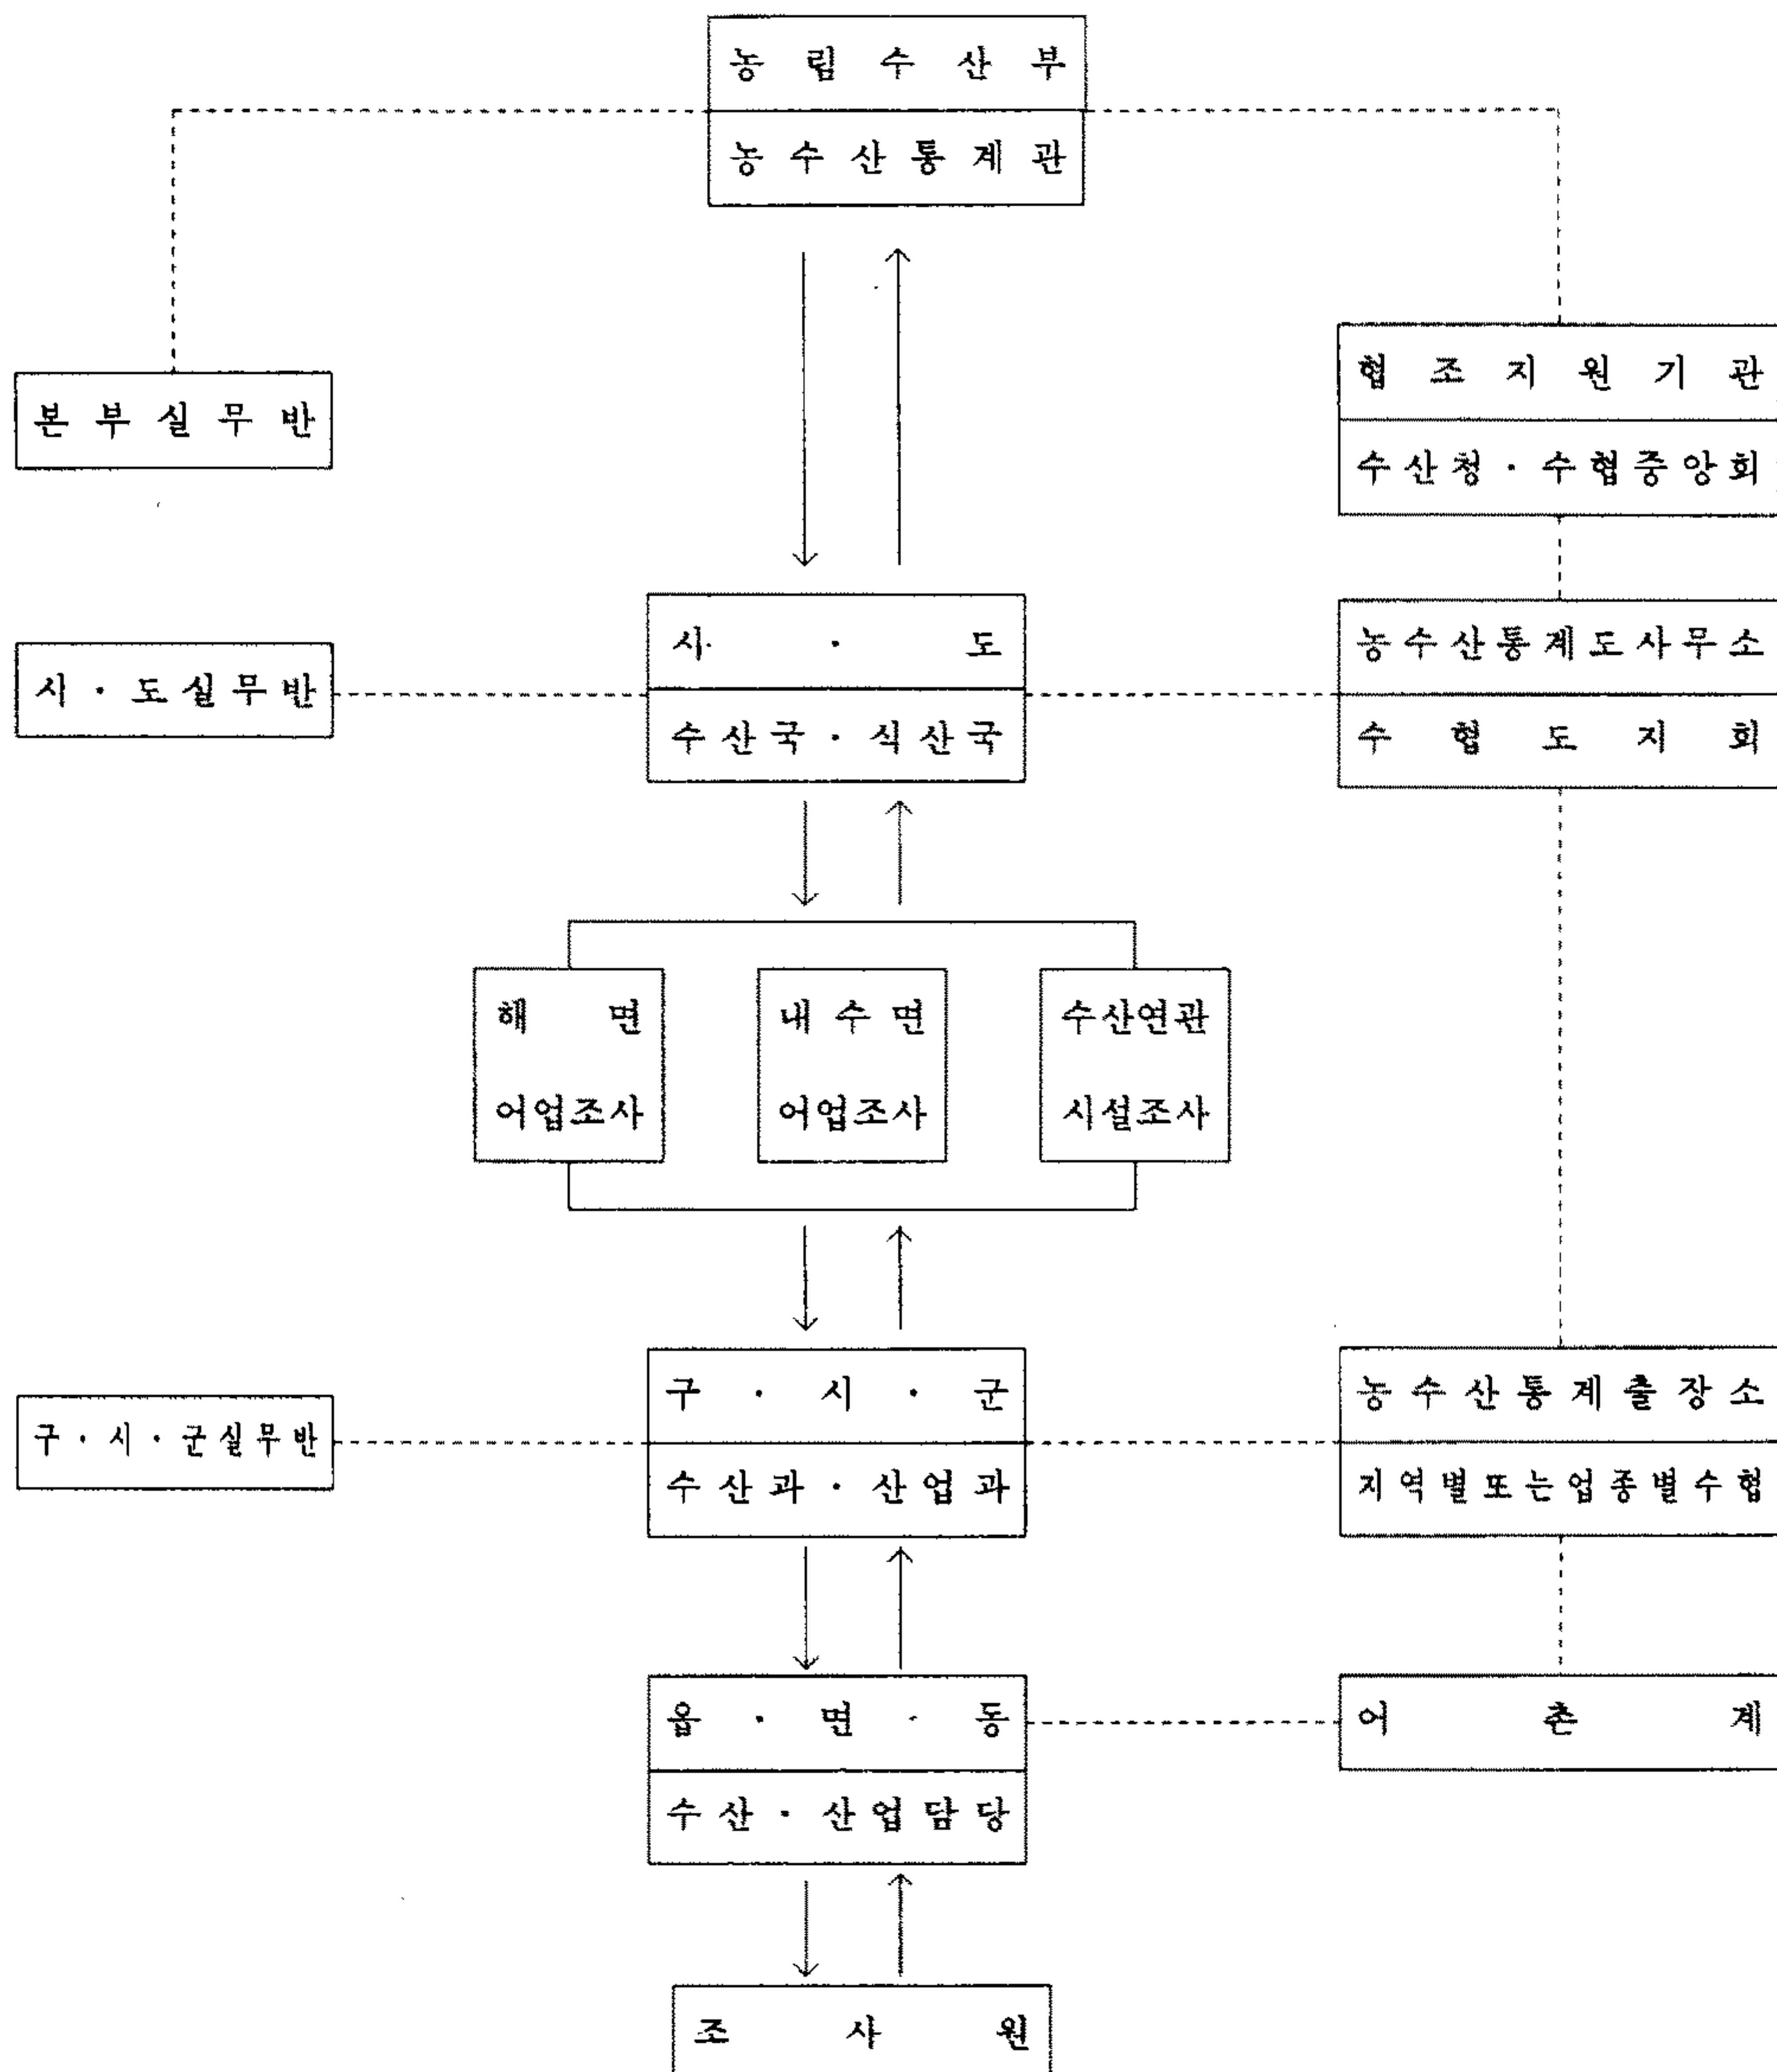 농림수산부
농수산통계관
본부실무반
협조지원기관
수산청·수협중앙회
시·도
수산국·식산국
시·도실무반
농수산통계도사무소
수협도지회
해면
어업조사
내수면
어업조사
수산연관
시설조사
구·시·군
수산과·산업과
구·시·군실무반
농수산통계출장소
지역별또는업종별수협
읍·면·동
수산·산업담당
어촌계
조사원